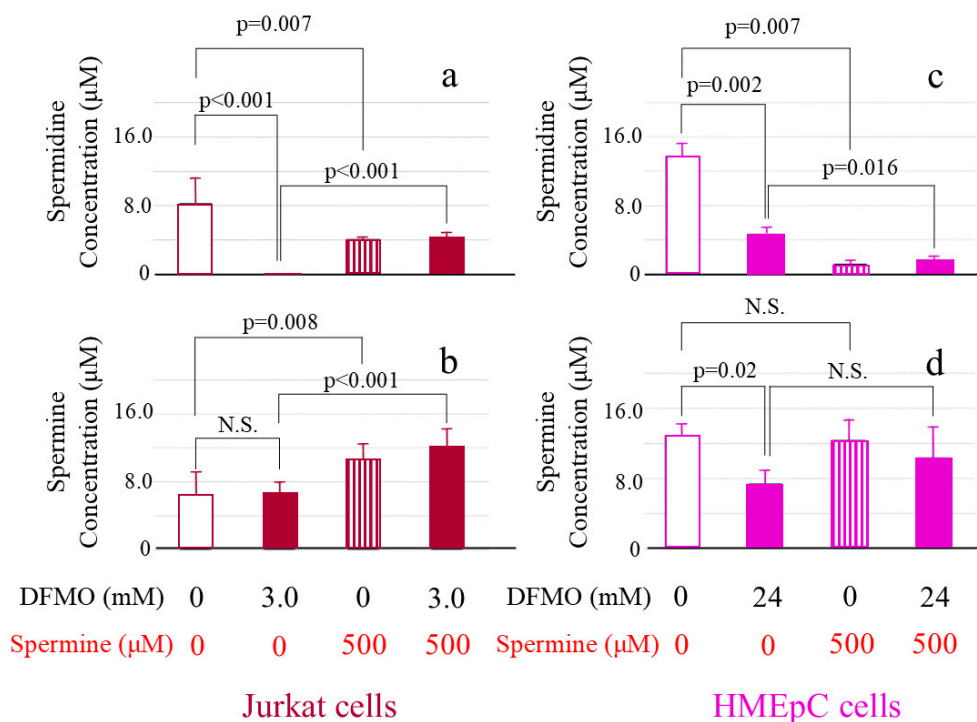 p=0.007
a
p<0.001
p<0.001
Spermidine
Concentration (μM)
16.0
8.0
0
p=0.007
c
p=0.002
p=0.016
Spermidine
Concentration (μM)
16.0
8.0
0
p=0.008
b
p<0.001
N.S.
Spermine
Concentration (μM)
16.0
8.0
0
N.S.
d
p=0.02
N.S.
Spermine
Concentration (μM)
16.0
8.0
0
DFMO (mM) 0 3.0 0 3.0
Spermine (μM) 0 0 500 500
Jurkat cells
DFMO (mM) 0 24 0 24
Spermine (μM) 0 0 500 500
HMEpC cells